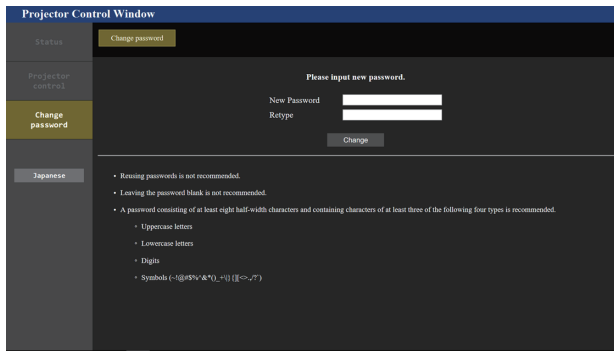 Projector Control Window
Status
Change password
Projector
control
Change
password
Japanese
Please input new password.
New Password
Retype
Change
• Reusing passwords is not recommended.
• Leaving the password blank is not recommended.
• A password consisting of at least eight half-width characters and containing characters of at least three of the following four types is recommended.
◦ Uppercase letters
◦ Lowercase letters
◦ Digits
◦ Symbols (~!@#$%^&*()_+\|}{][<>.,/?`)